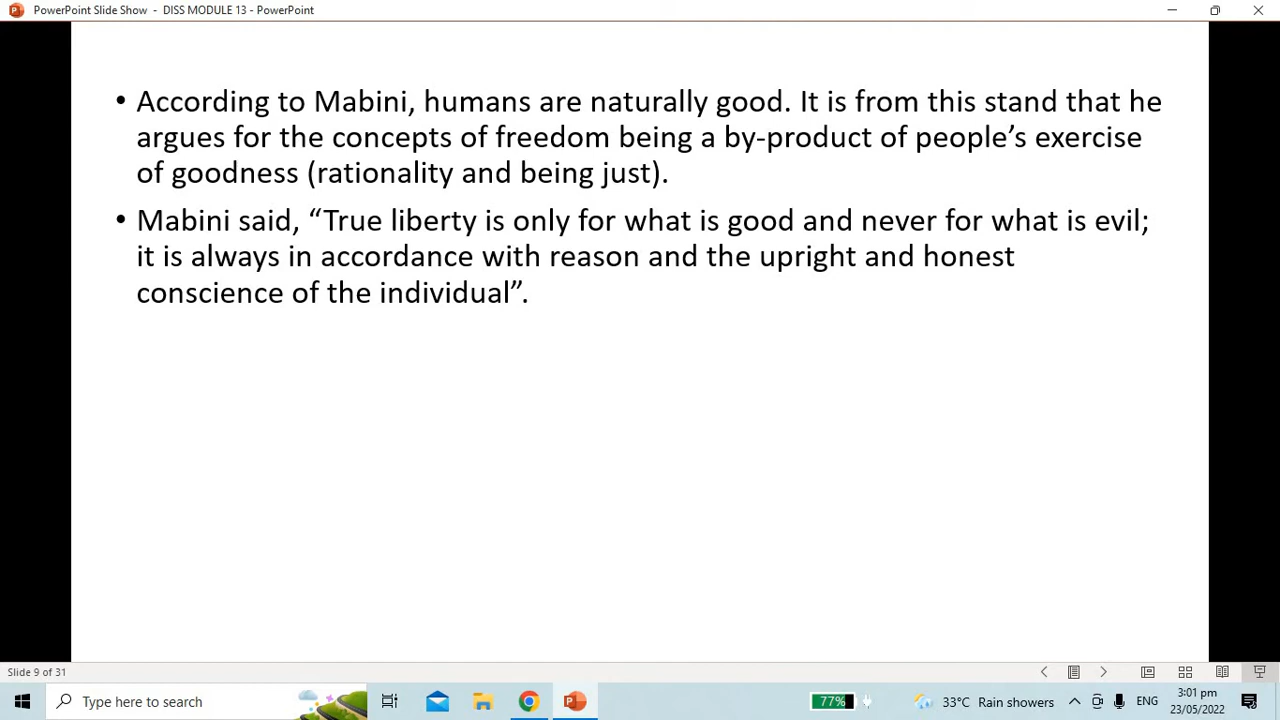 PowerPoint Slide Show - DISS MODULE 13 - PowerPoint
• According to Mabini, humans are naturally good. It is from this stand that he
argues for the concepts of freedom being a by-product of people’s exercise
of goodness (rationality and being just).
• Mabini said, “True liberty is only for what is good and never for what is evil;
it is always in accordance with reason and the upright and honest
conscience of the individual”.
Slide 9 of 31
Type here to search
77%
33°C Rain showers
ENG
3:01 pm
23/05/2022